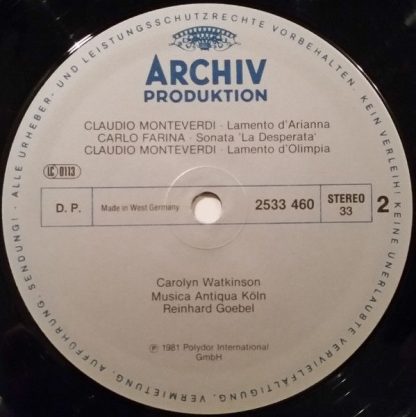 ALLE URHEBER- UND LEISTUNGSSCHUTZRECHTE VORBEHALTEN. KEIN VERLEIH! KEINE UNERLAUBTE VERVIELFÄLTIGUNG, VERMIETUNG, AUFFÜHRUNG, SENDUNG!
ARCHIV
PRODUKTION
CLAUDIO MONTEVERDI · Lamento d'Arianna
CARLO FARINA · Sonata 'La Desperata'
CLAUDIO MONTEVERDI · Lamento d'Olimpia
LC 0113
D. P. Made in West Germany 2533 460 STEREO 33 2
Carolyn Watkinson
Musica Antiqua Köln
Reinhard Goebel
℗ 1981 Polydor International
GmbH